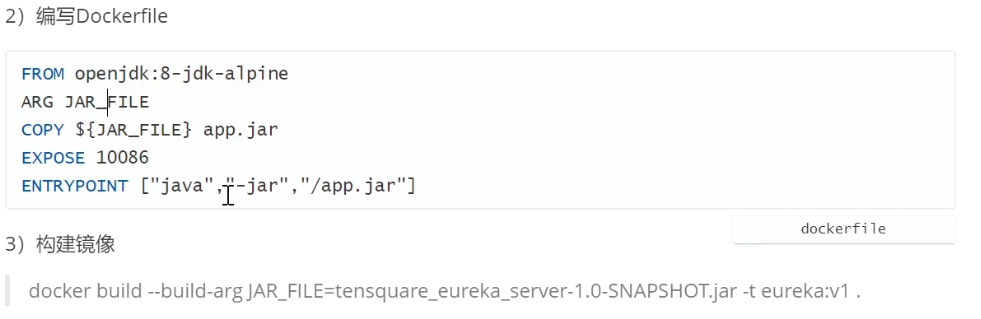 2）编写Dockerfile
FROM openjdk:8-jdk-alpine
ARG JAR_FILE
COPY ${JAR_FILE} app.jar
EXPOSE 10086
ENTRYPOINT ["java","-jar","/app.jar"]
dockerfile
3）构建镜像
docker build --build-arg JAR_FILE=tensquare_eureka_server-1.0-SNAPSHOT.jar -t eureka:v1 .